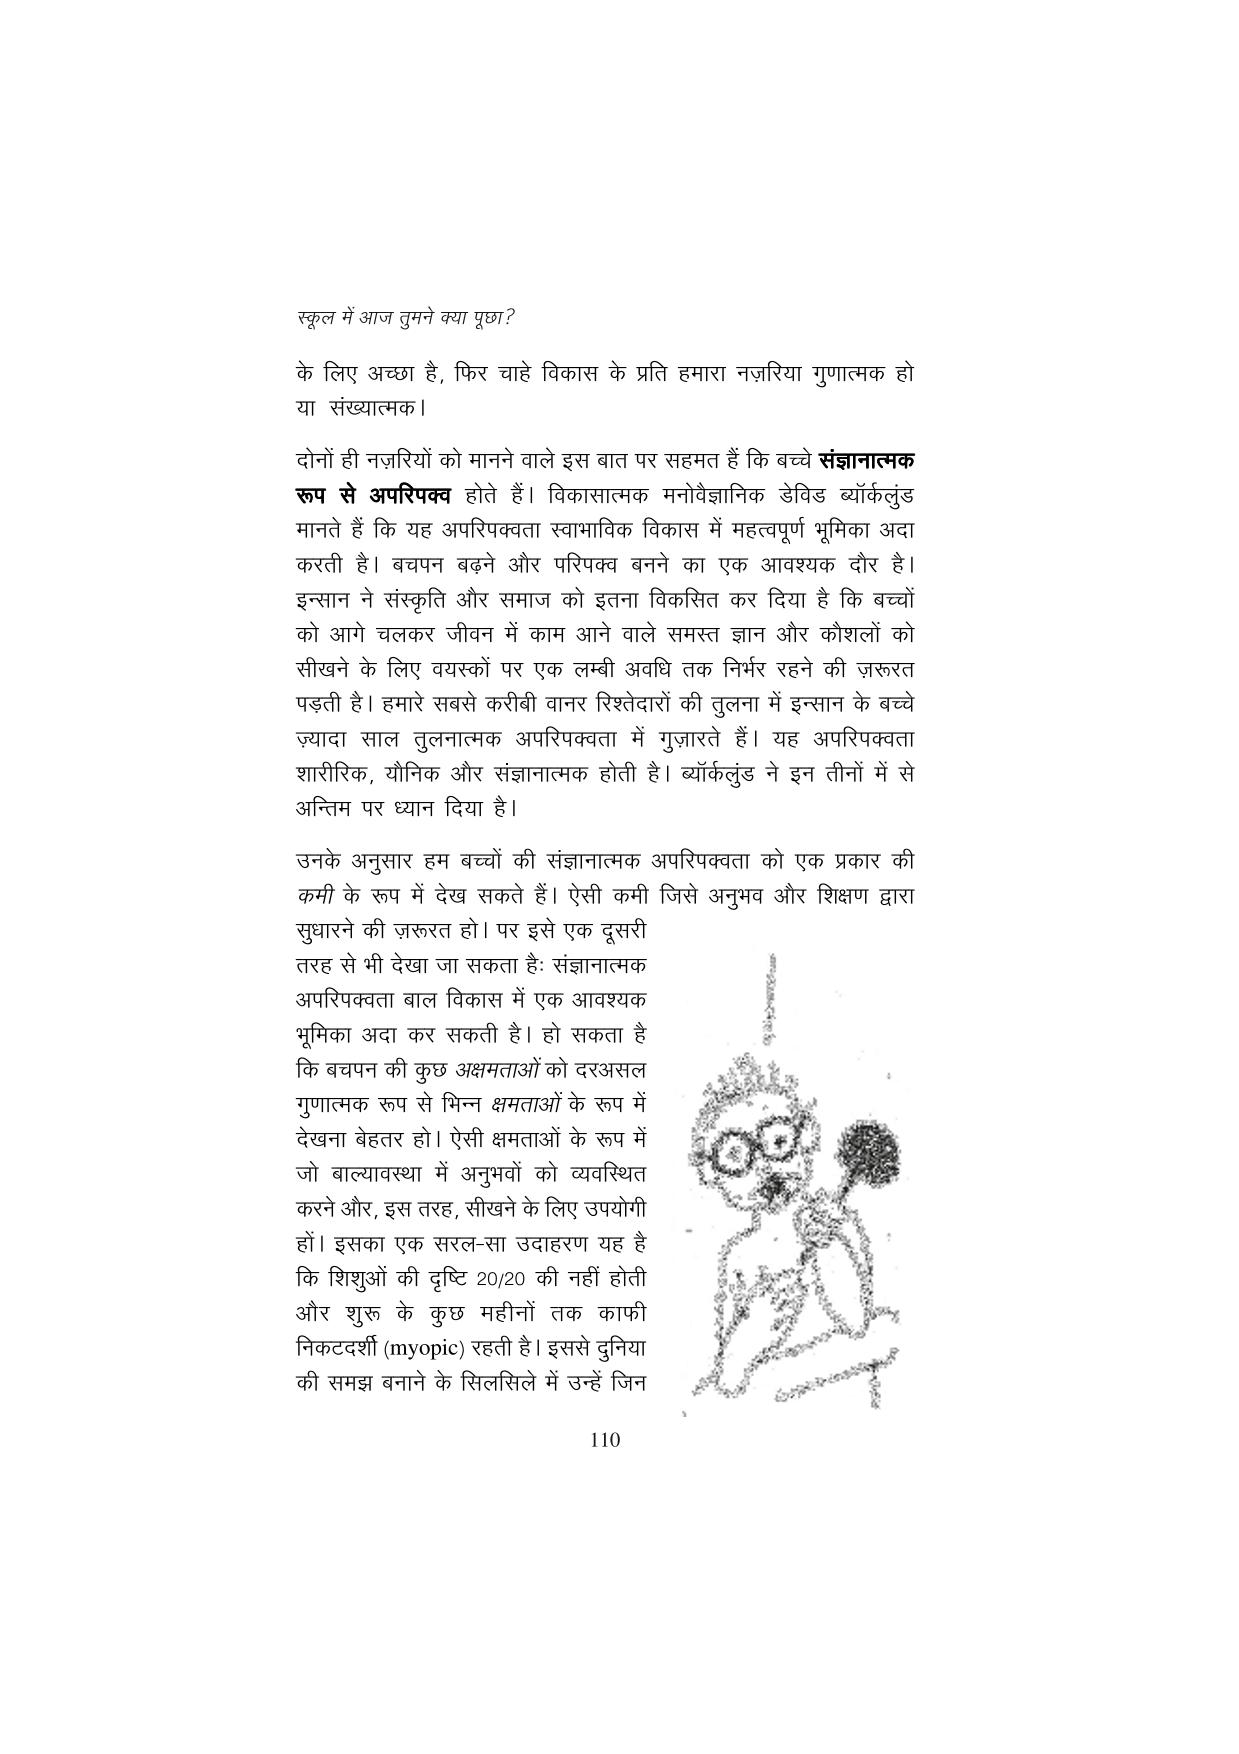 स्कूल में आज तुमने क्या पूछा?
के लिए अच्छा है, फिर चाहे विकास के प्रति हमारा नज़रिया गुणात्मक हो
या संख्यात्मक।
दोनों ही नज़रियों को मानने वाले इस बात पर सहमत हैं कि बच्चे संज्ञानात्मक
रूप से अपरिपक्व होते हैं। विकासात्मक मनोवैज्ञानिक डेविड ब्यॉर्कलुंड
मानते हैं कि यह अपरिपक्वता स्वाभाविक विकास में महत्वपूर्ण भूमिका अदा
करती है। बचपन बढ़ने और परिपक्व बनने का एक आवश्यक दौर है।
इन्सान ने संस्कृति और समाज को इतना विकसित कर दिया है कि बच्चों
को आगे चलकर जीवन में काम आने वाले समस्त ज्ञान और कौशलों को
सीखने के लिए वयस्कों पर एक लम्बी अवधि तक निर्भर रहने की ज़रूरत
पड़ती है। हमारे सबसे करीबी वानर रिश्तेदारों की तुलना में इन्सान के बच्चे
ज़्यादा साल तुलनात्मक अपरिपक्वता में गुज़ारते हैं। यह अपरिपक्वता
शारीरिक, यौनिक और संज्ञानात्मक होती है। ब्यॉर्कलुंड ने इन तीनों में से
अन्तिम पर ध्यान दिया है।
उनके अनुसार हम बच्चों की संज्ञानात्मक अपरिपक्वता को एक प्रकार की
कमी के रूप में देख सकते हैं। ऐसी कमी जिसे अनुभव और शिक्षण द्वारा
सुधारने की ज़रूरत हो। पर इसे एक दूसरी
तरह से भी देखा जा सकता हैः संज्ञानात्मक
अपरिपक्वता बाल विकास में एक आवश्यक
भूमिका अदा कर सकती है। हो सकता है
कि बचपन की कुछ अक्षमताओं को दरअसल
गुणात्मक रूप से भिन्न क्षमताओं के रूप में
देखना बेहतर हो। ऐसी क्षमताओं के रूप में
जो बाल्यावस्था में अनुभवों को व्यवस्थित
करने और, इस तरह, सीखने के लिए उपयोगी
हों। इसका एक सरल-सा उदाहरण यह है
कि शिशुओं की दृष्टि 20/20 की नहीं होती
और शुरू के कुछ महीनों तक काफी
निकटदर्शी (myopic) रहती है। इससे दुनिया
की समझ बनाने के सिलसिले में उन्हें जिन
110